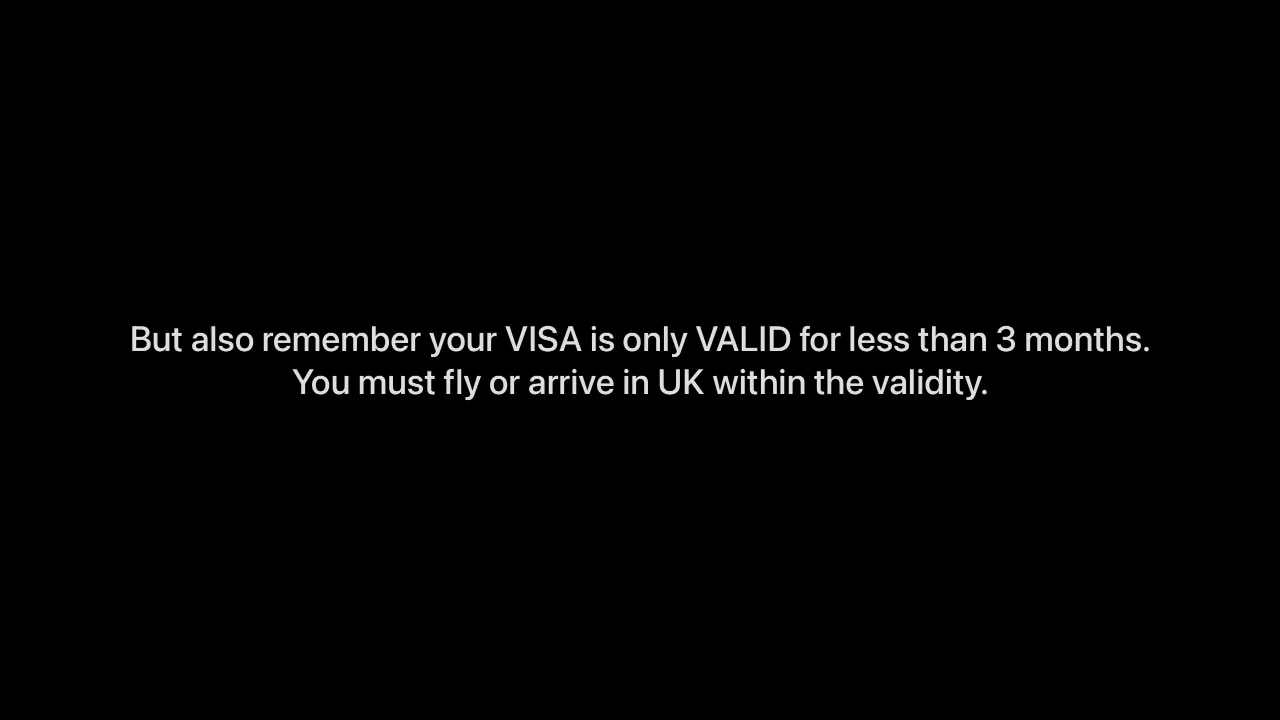 But also remember your VISA is only VALID for less than 3 months.
You must fly or arrive in UK within the validity.